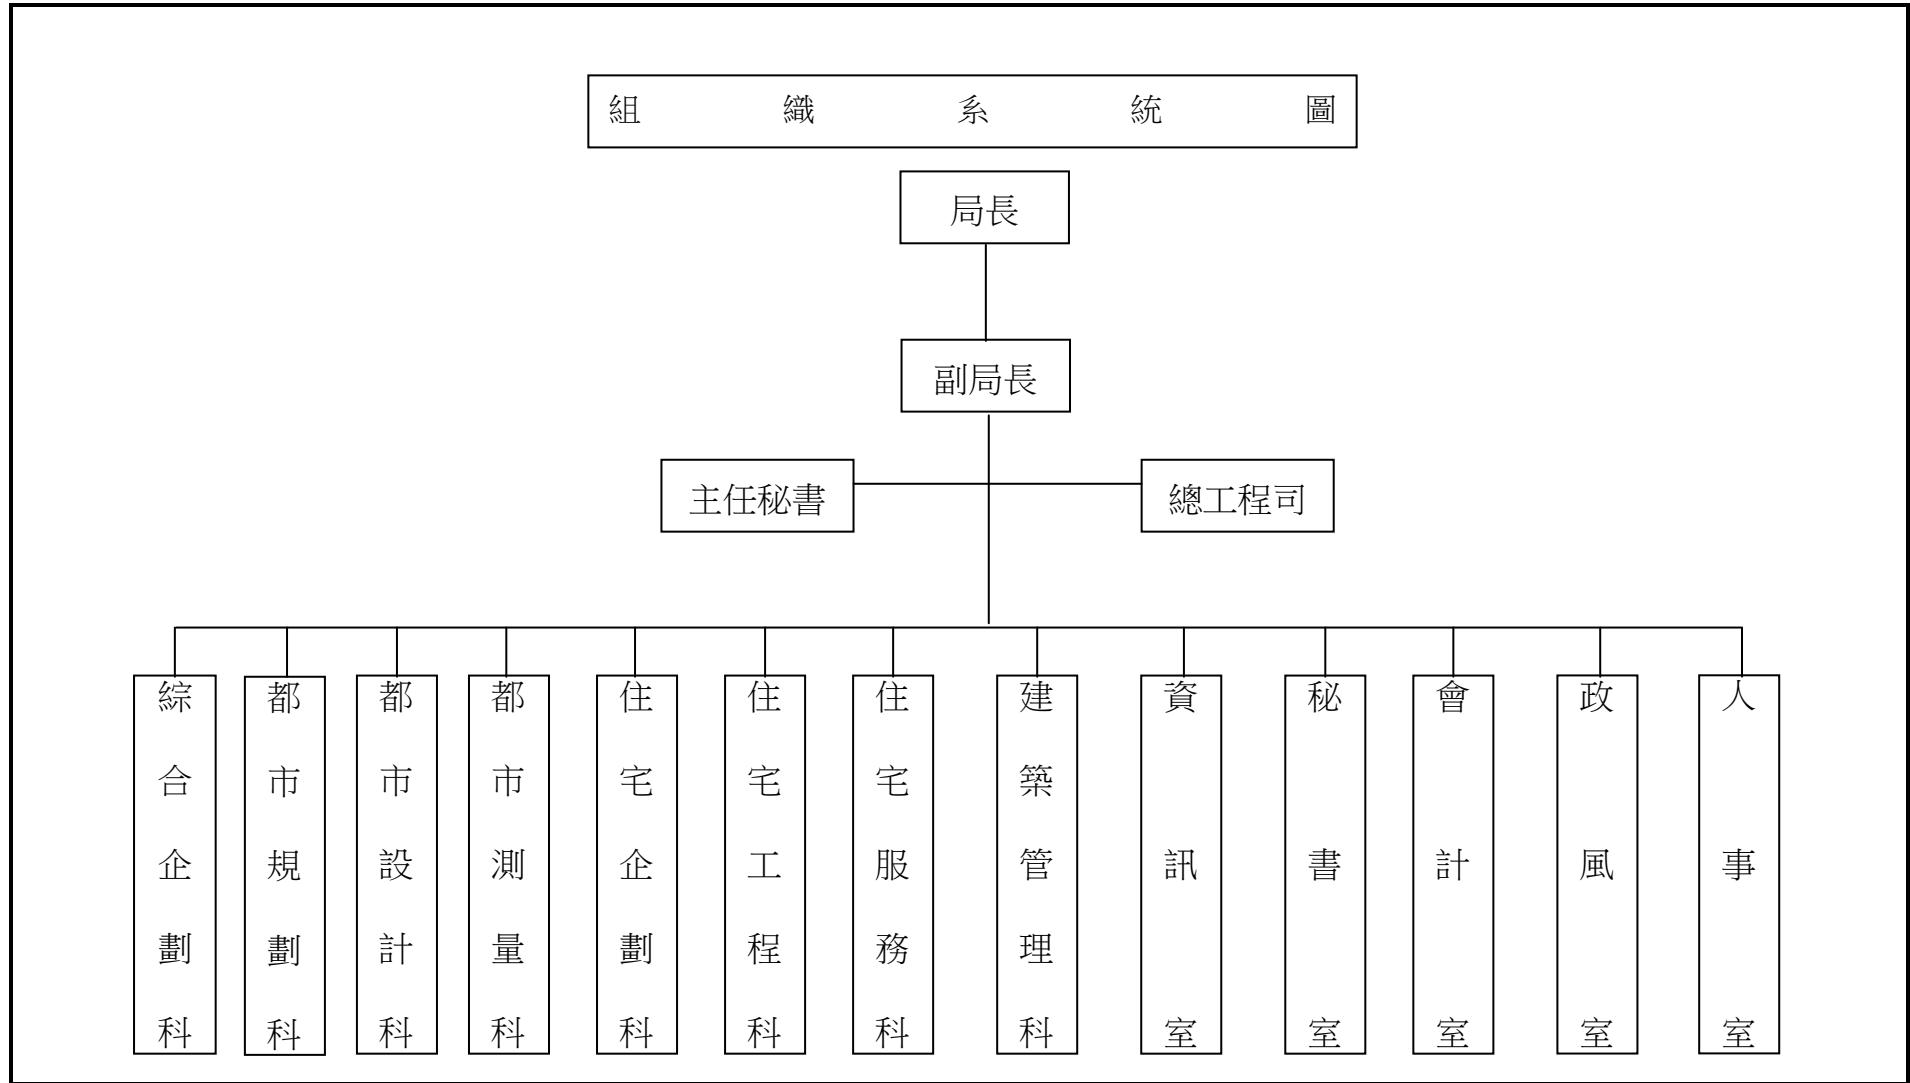 組織系統圖
局長
副局長
主任秘書
總工程司
綜合企劃科
都市規劃科
都市設計科
都市測量科
住宅企劃科
住宅工程科
住宅服務科
建築管理科
資訊室
秘書室
會計室
政風室
人事室